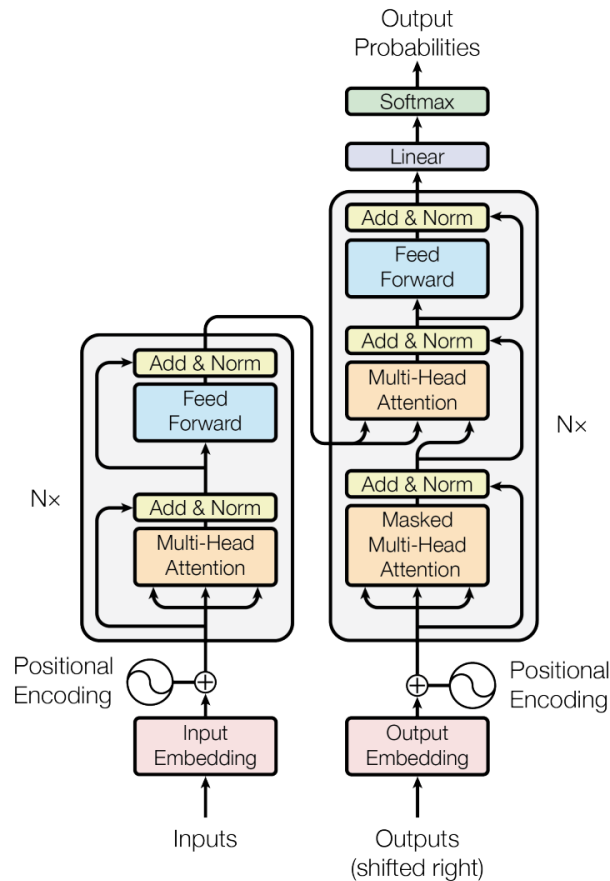 Output
Probabilities
Softmax
Linear
Add & Norm
Feed
Forward
Add & Norm
Multi-Head
Attention
Add & Norm
Masked
Multi-Head
Attention
N×
Positional
Encoding
Output
Embedding
Outputs
(shifted right)
Add & Norm
Feed
Forward
Add & Norm
Multi-Head
Attention
N×
Positional
Encoding
Input
Embedding
Inputs